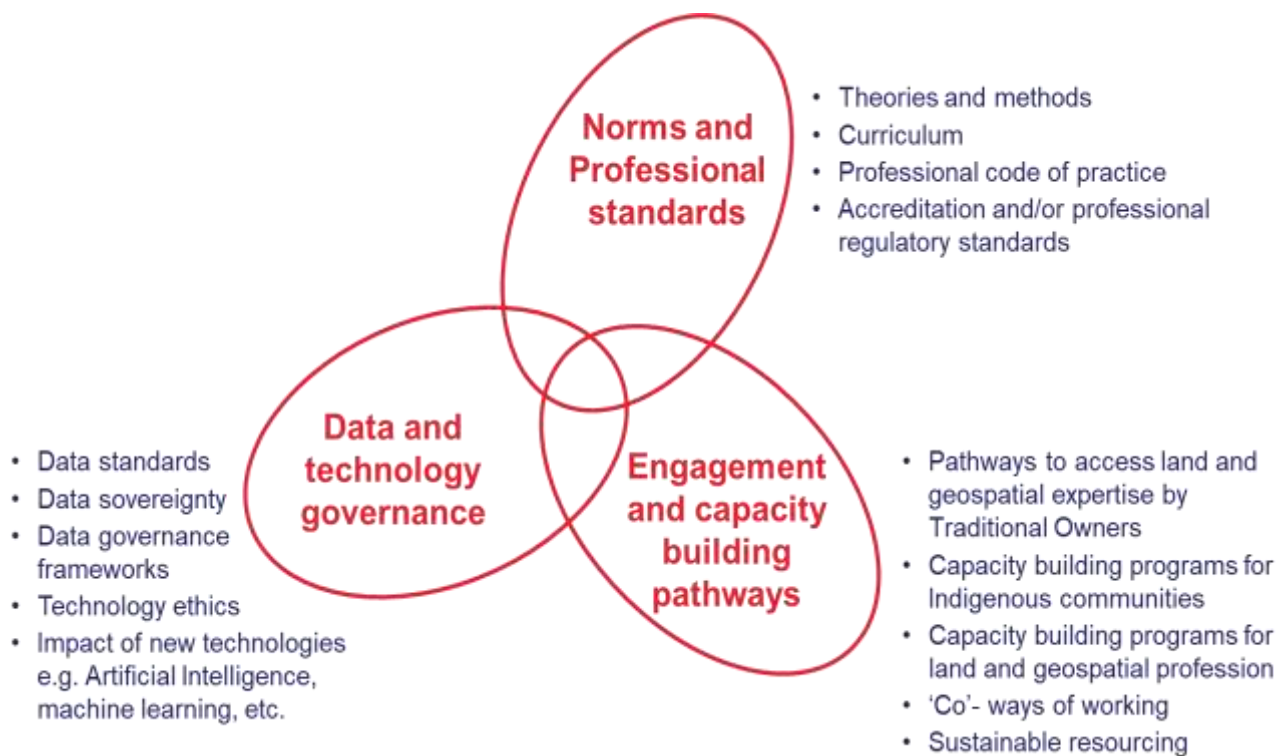 Norms and
Professional
standards
• Theories and methods
• Curriculum
• Professional code of practice
• Accreditation and/or professional
regulatory standards
Data and
technology
governance
• Data standards
• Data sovereignty
• Data governance
frameworks
• Technology ethics
• Impact of new technologies
e.g. Artificial Intelligence,
machine learning, etc.
Engagement
and capacity
building
pathways
• Pathways to access land and
geospatial expertise by
Traditional Owners
• Capacity building programs for
Indigenous communities
• Capacity building programs for
land and geospatial profession
• ‘Co’- ways of working
• Sustainable resourcing